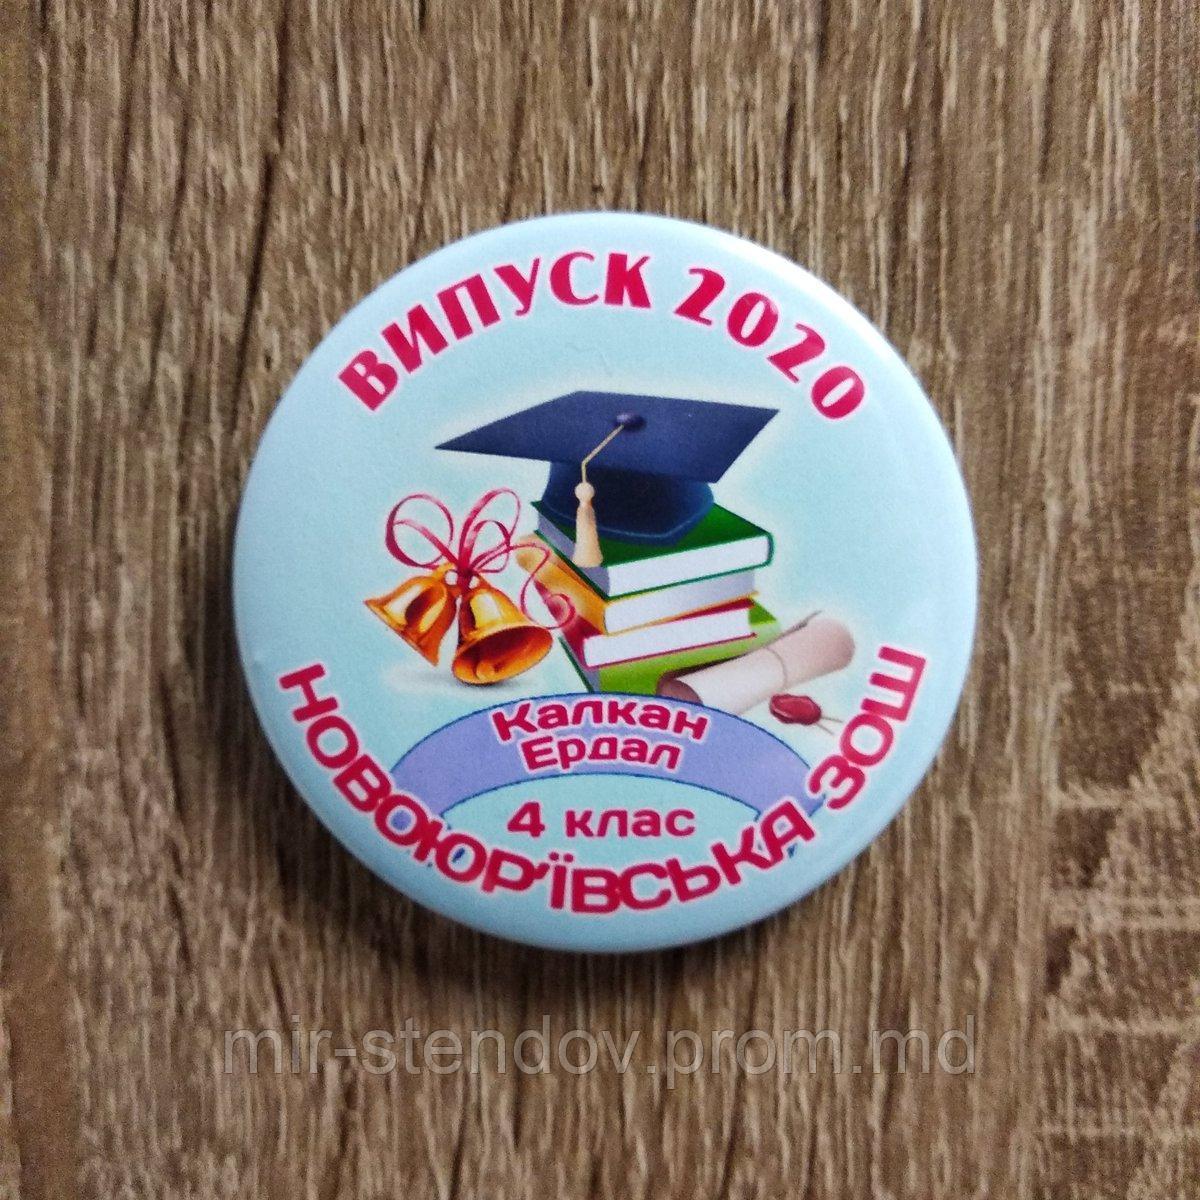 ВИПУСК 2020
Калкан
Ердал
4 клас
НОВОЮР'ЇВСЬКА ЗОШ
mir-stendov.prom.md